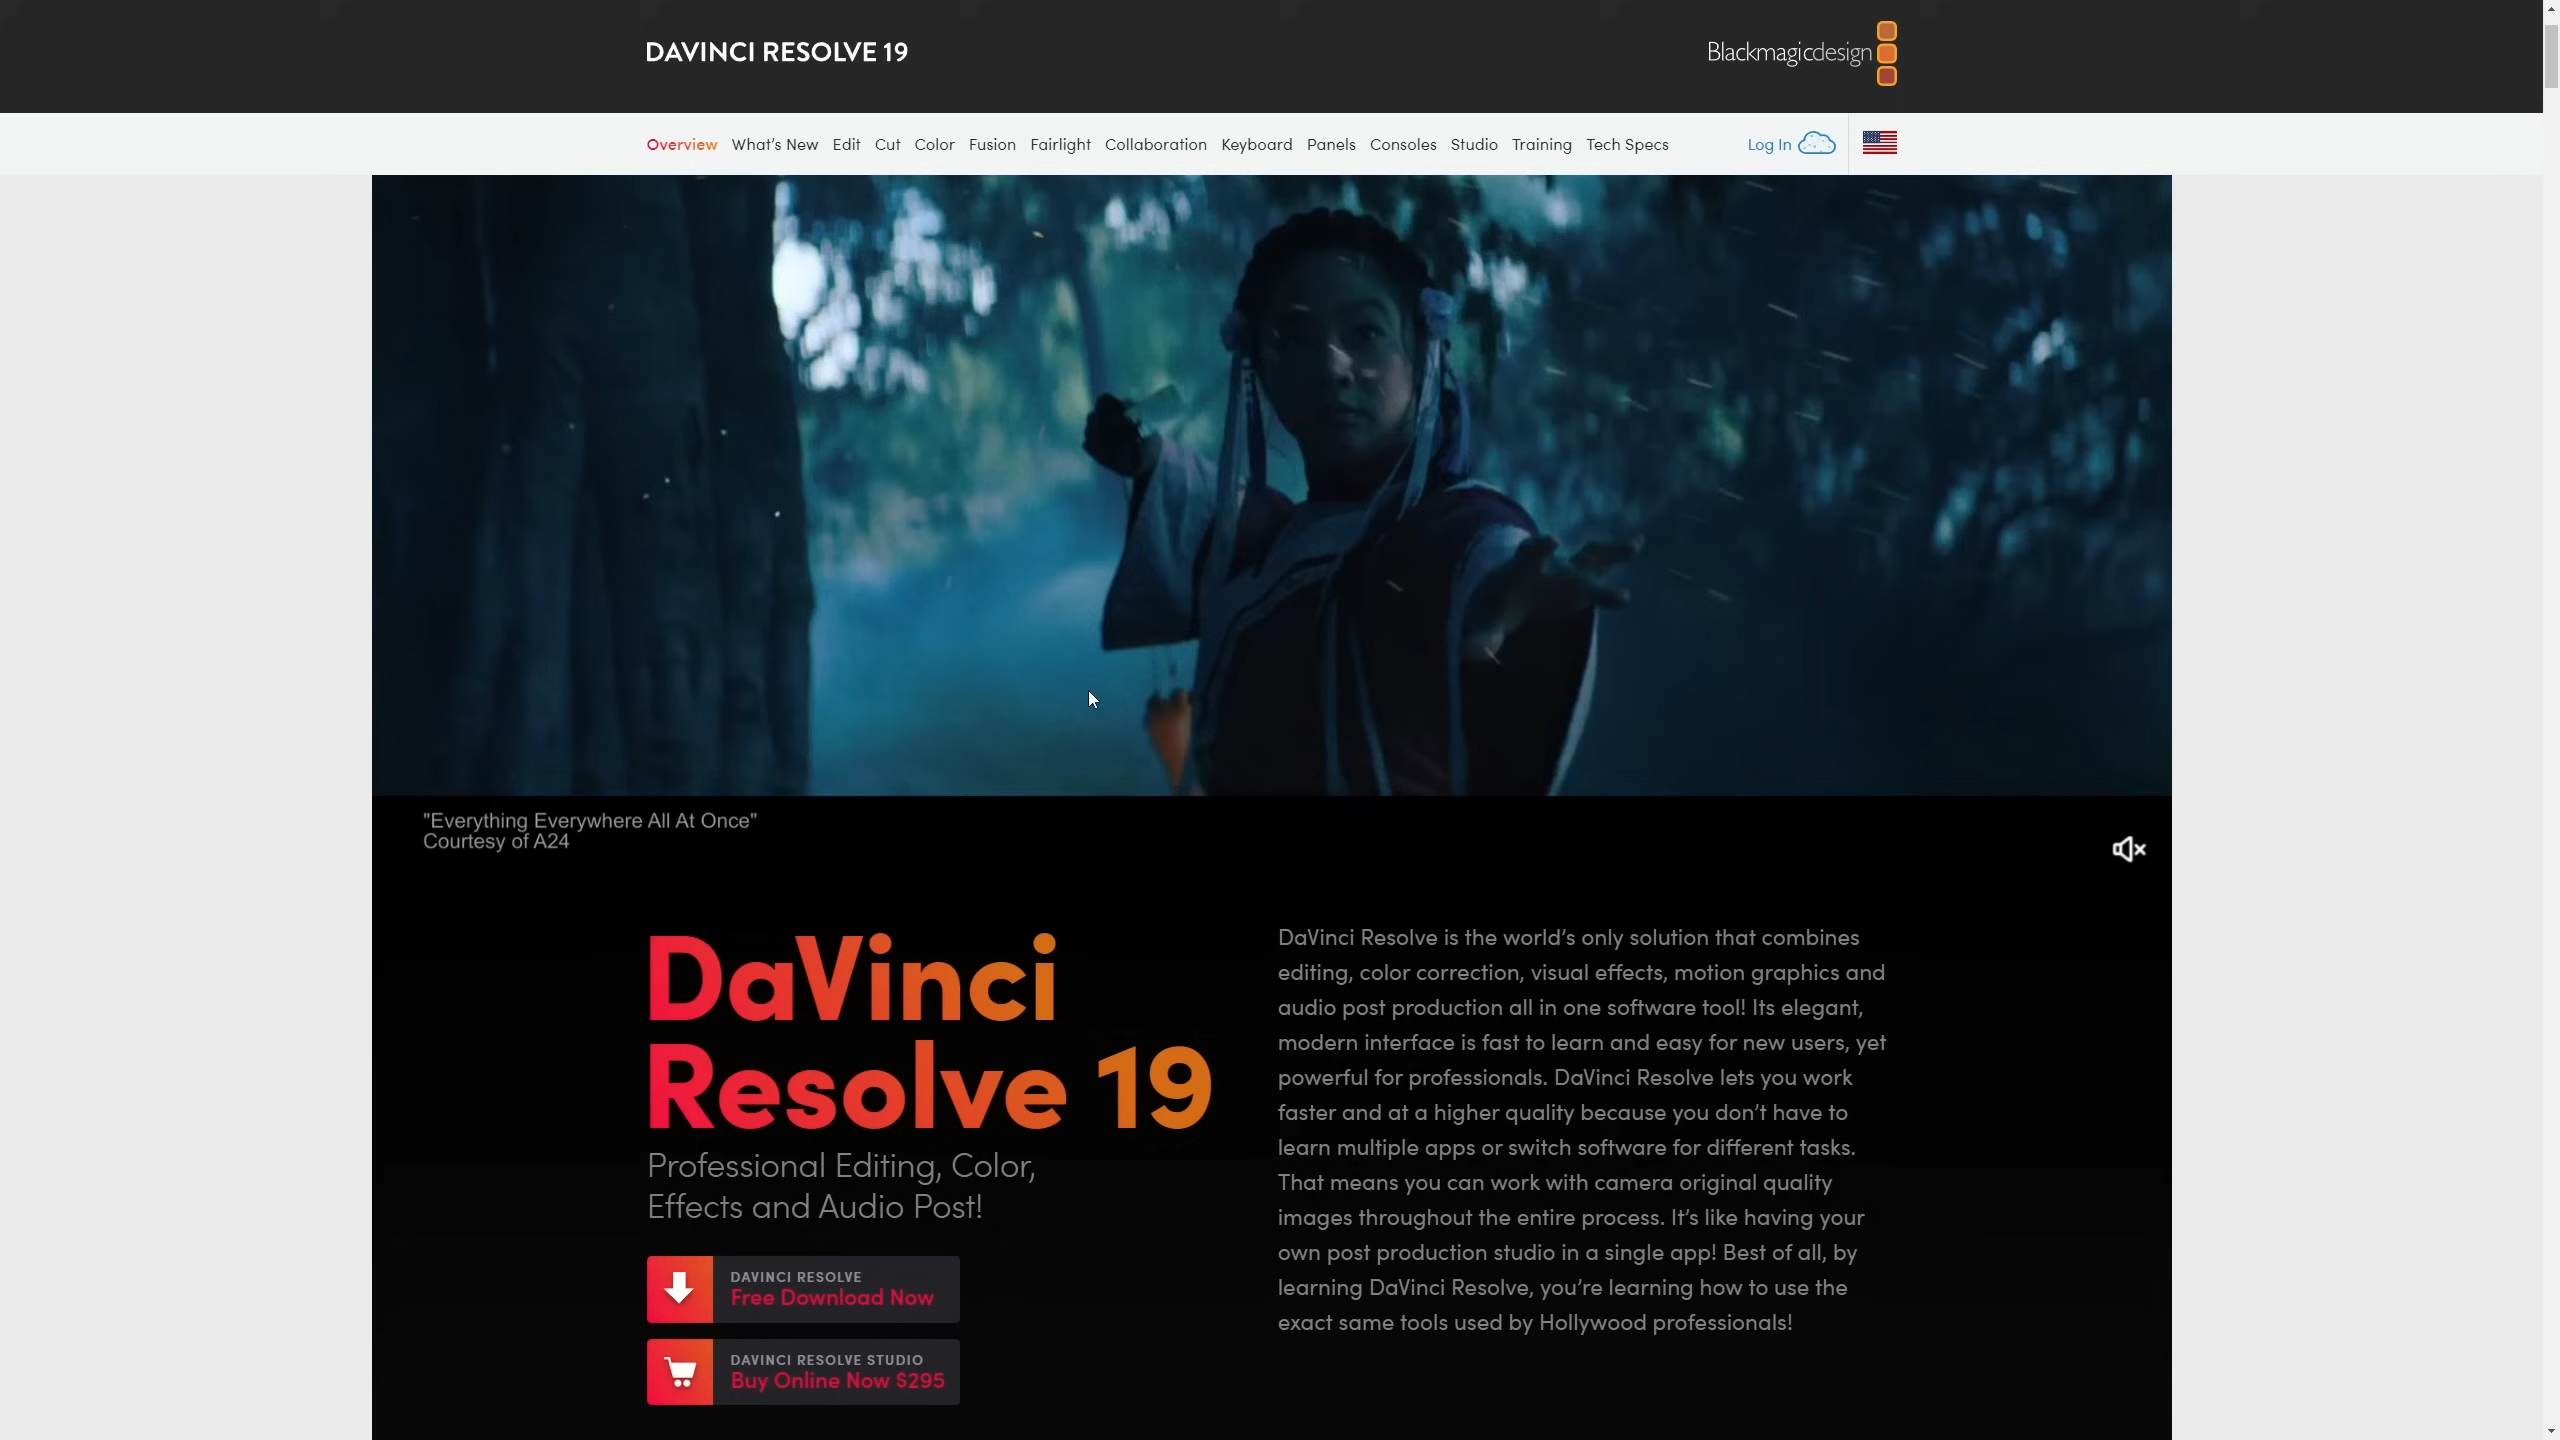 DAVINCI RESOLVE 19
Blackmagicdesign
Overview What’s New Edit Cut Color Fusion Fairlight Collaboration Keyboard Panels Consoles Studio Training Tech Specs Log In
"Everything Everywhere All At Once"
Courtesy of A24
DaVinci
Resolve 19
Professional Editing, Color,
Effects and Audio Post!
DAVINCI RESOLVE
Free Download Now
DAVINCI RESOLVE STUDIO
Buy Online Now $295
DaVinci Resolve is the world’s only solution that combines
editing, color correction, visual effects, motion graphics and
audio post production all in one software tool! Its elegant,
modern interface is fast to learn and easy for new users, yet
powerful for professionals. DaVinci Resolve lets you work
faster and at a higher quality because you don’t have to
learn multiple apps or switch software for different tasks.
That means you can work with camera original quality
images throughout the entire process. It’s like having your
own post production studio in a single app! Best of all, by
learning DaVinci Resolve, you’re learning how to use the
exact same tools used by Hollywood professionals!